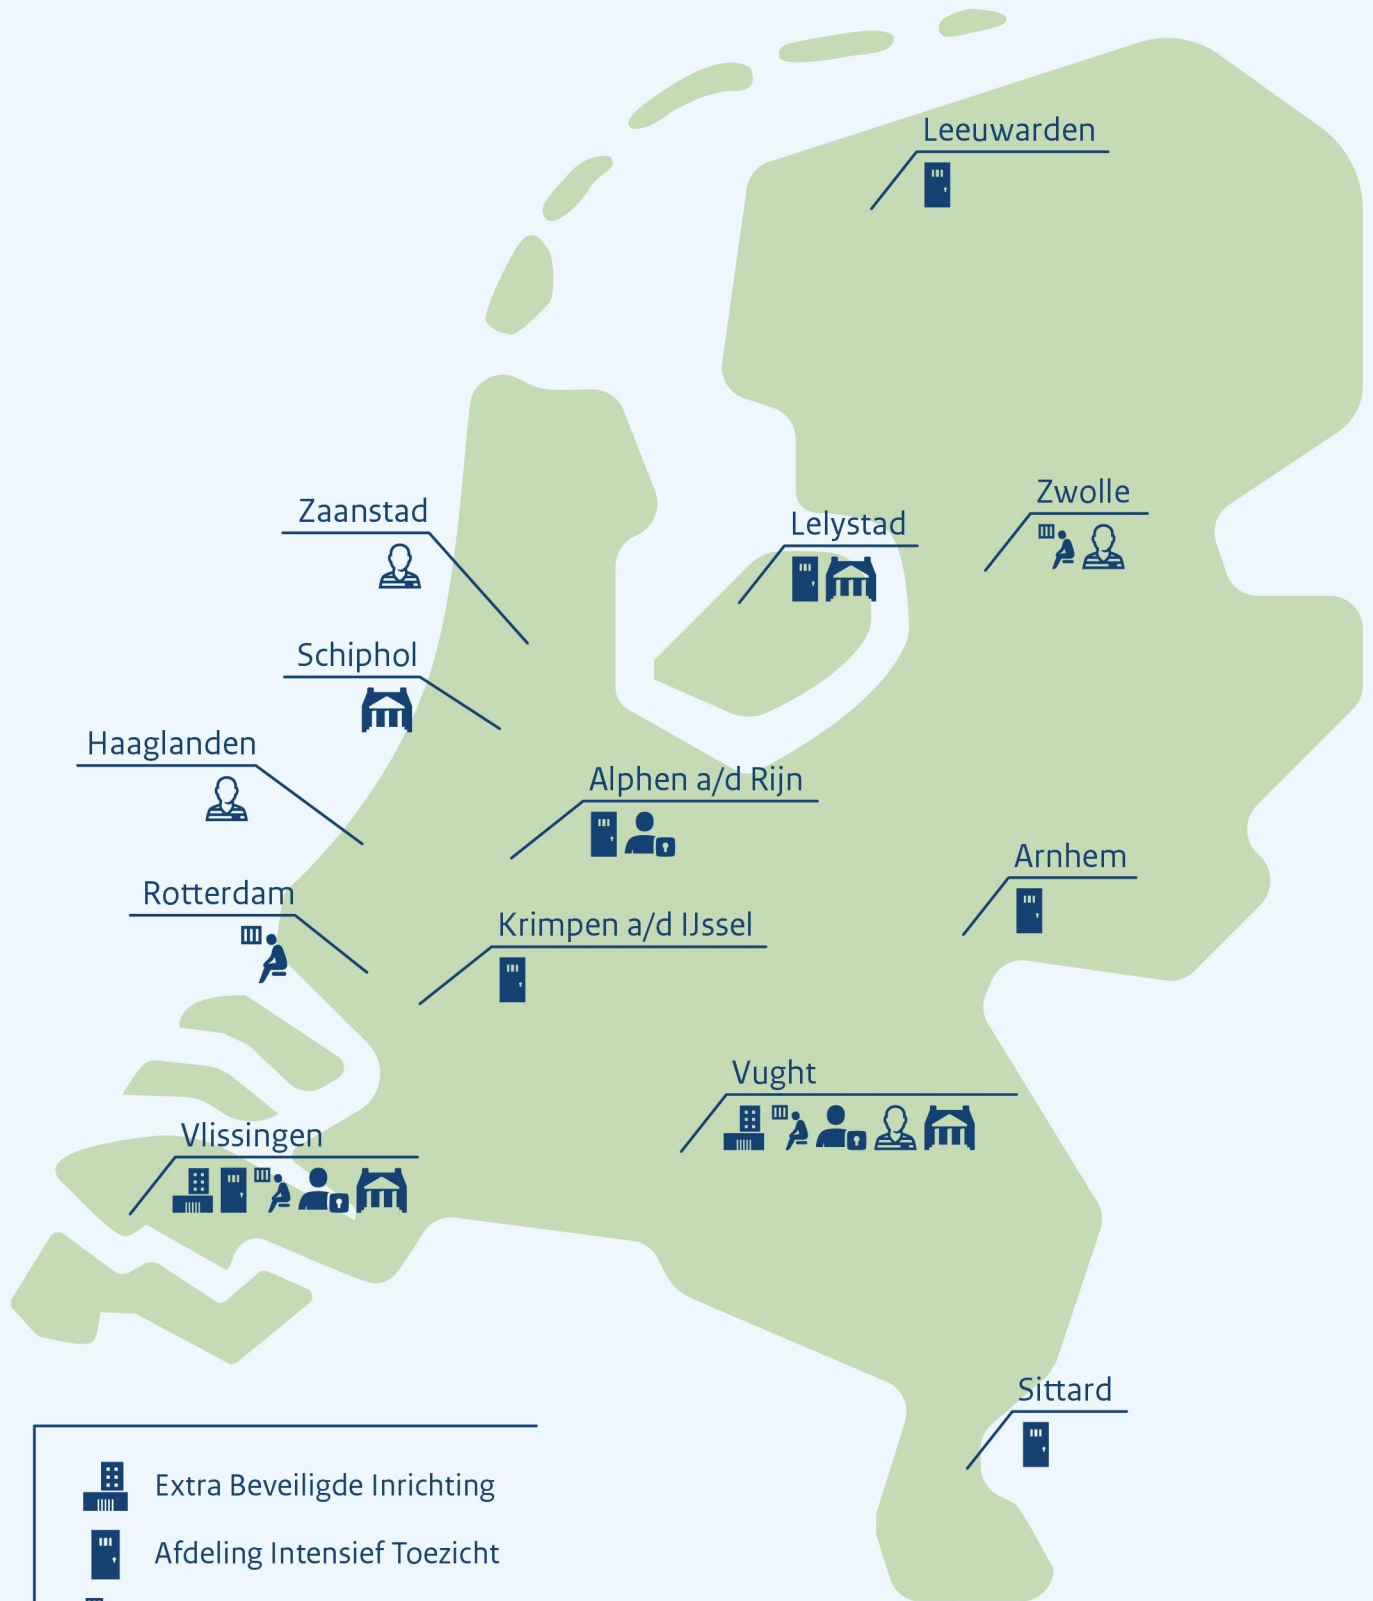 Leeuwarden
Zwolle
Zaanstad
Lelystad
Schiphol
Haaglanden
Alphen a/d Rijn
Arnhem
Rotterdam
Krimpen a/d IJssel
Vught
Vlissingen
Sittard
Extra Beveiligde Inrichting
Afdeling Intensief Toezicht